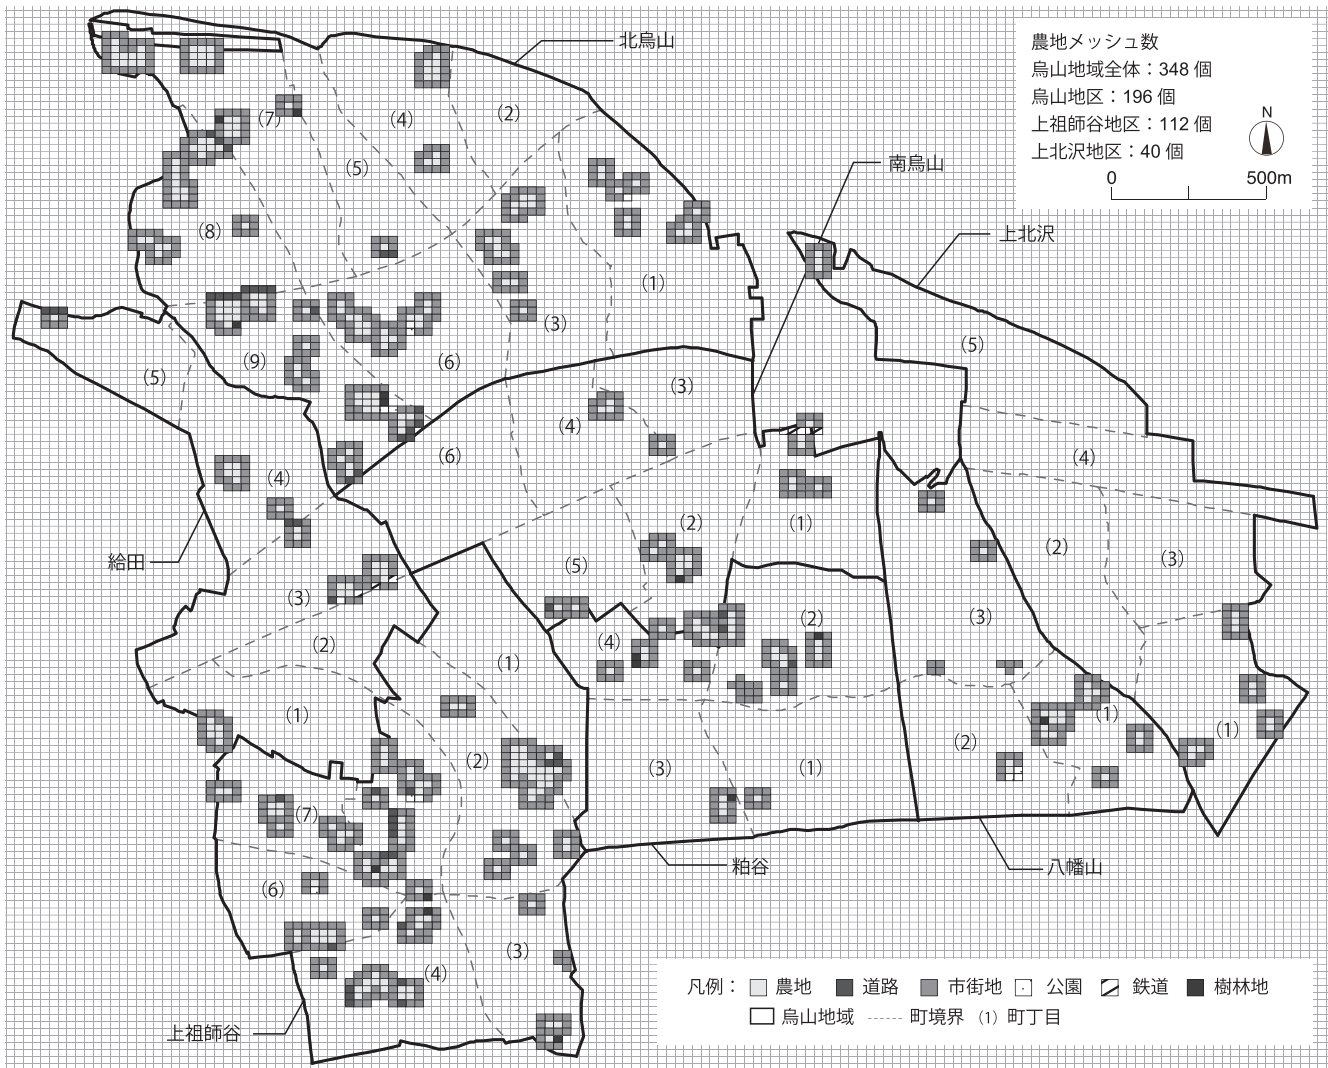 農地メッシュ数
烏山地域全体：348 個
烏山地区：196 個
上祖師谷地区：112 個
上北沢地区：40 個
N
0 500m
北烏山
(7)
(4)
(2)
(5)
南烏山
(8)
上北沢
(1)
(3)
(5)
(9)
(6)
(5)
(3)
(4)
(6)
(4)
(4)
(2)
(1)
(2)
(3)
給田
(5)
(3)
(2)
(3)
(2)
(4)
(1)
(1)
(1)
(1)
(2)
(2)
(3)
(1)
(7)
粕谷
八幡山
(6)
(3)
(4)
上祖師谷
凡例： 農地 道路 市街地 公園 鉄道 樹林地
烏山地域 町境界 (1) 町丁目